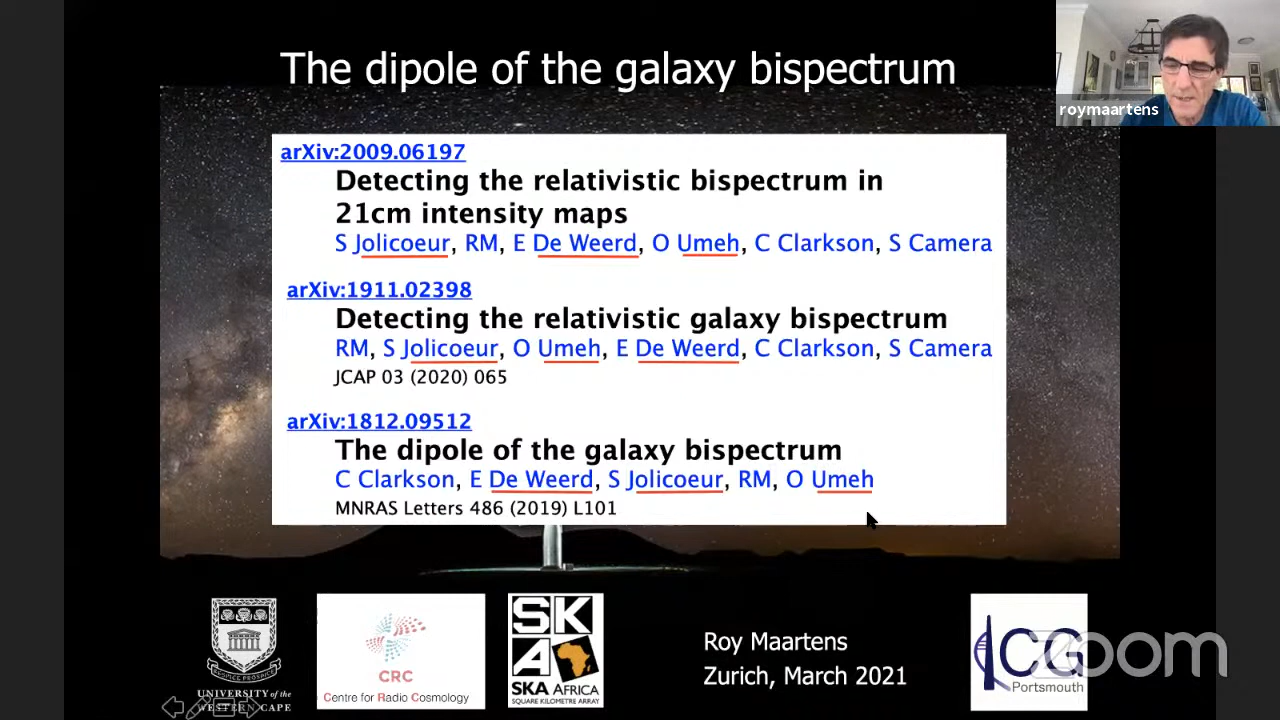 The dipole of the galaxy bispectrum
roymaartens
arXiv:2009.06197
Detecting the relativistic bispectrum in
21cm intensity maps
S Jolicoeur, RM, E De Weerd, O Umeh, C Clarkson, S Camera
arXiv:1911.02398
Detecting the relativistic galaxy bispectrum
RM, S Jolicoeur, O Umeh, E De Weerd, C Clarkson, S Camera
JCAP 03 (2020) 065
arXiv:1812.09512
The dipole of the galaxy bispectrum
C Clarkson, E De Weerd, S Jolicoeur, RM, O Umeh
MNRAS Letters 486 (2019) L101
UNIVERSITY of the
WESTERN CAPE
CRC
Centre for Radio Cosmology
SKA
SKA AFRICA
SQUARE KILOMETRE ARRAY
Roy Maartens
Zurich, March 2021
ICG
Portsmouth
zoom